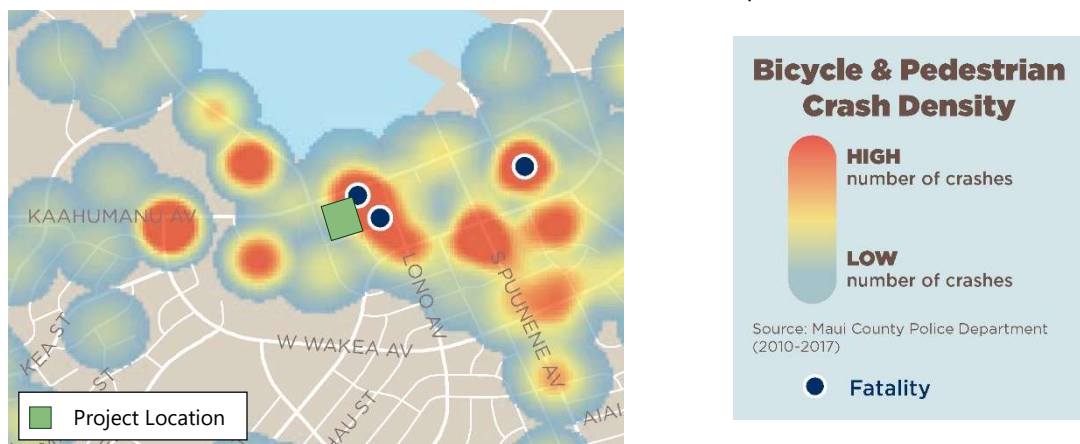 KAAHUMANU AV
LONO AV
S PUUNENE AV
W WAKEA AV
KEA ST
ST
HAU ST
AIAI
Project Location
Bicycle & Pedestrian
Crash Density
HIGH
number of crashes
LOW
number of crashes
Source: Maui County Police Department
(2010-2017)
Fatality